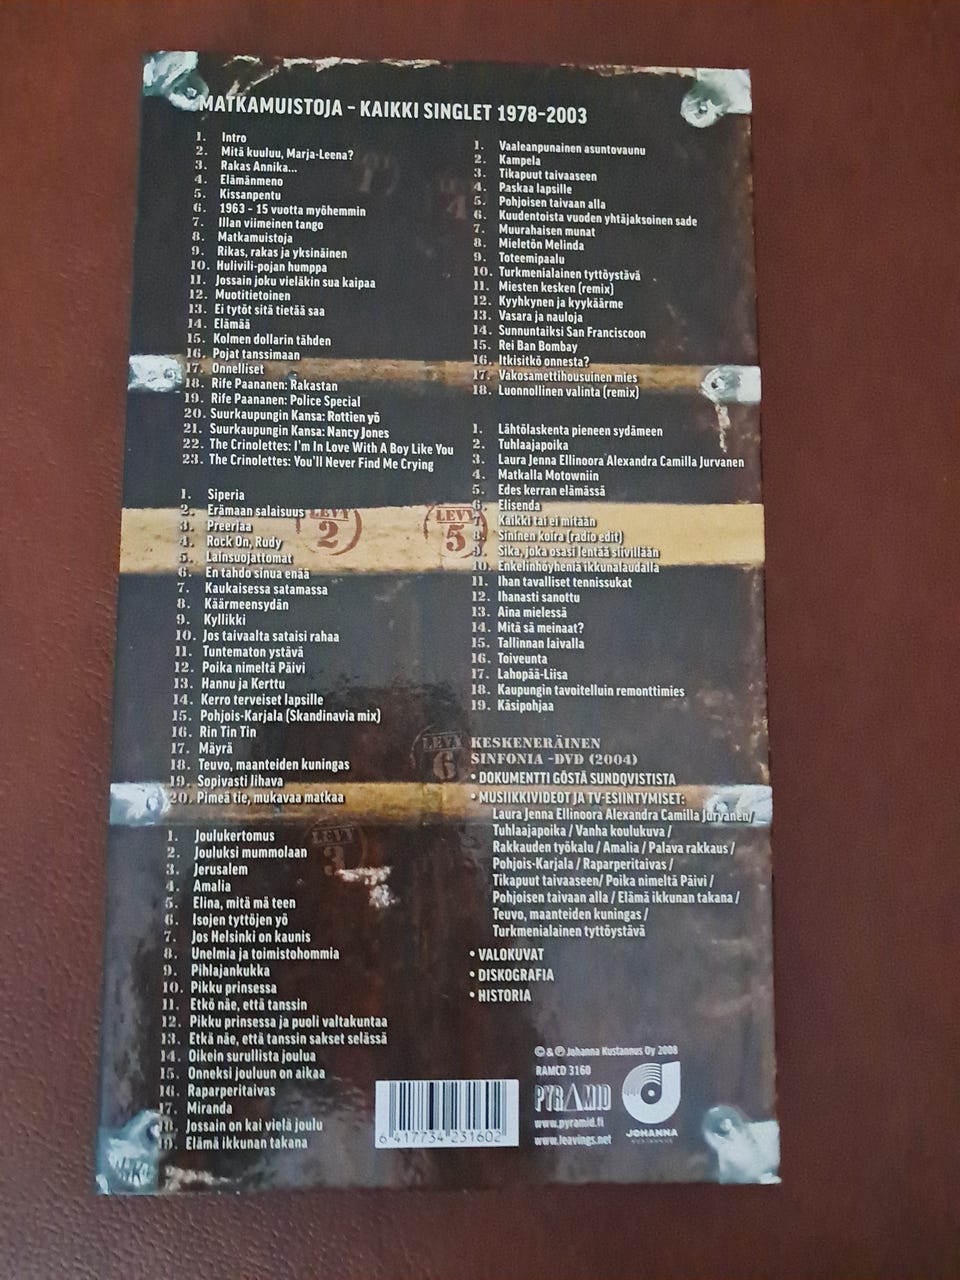 MATKAMUISTOJA - KAIKKI SINGLET 1978-2003
1. Intro
2. Mitä kuuluu, Marja-Leena?
3. Rakas Annika...
4. Elämänmeno
5. Kissanpentu
6. 1963 - 15 vuotta myöhemmin
7. Illan viimeinen tango
8. Matkamuistoja
9. Rikas, rakas ja yksinäinen
10. Hulivili-pojan humppa
11. Jossain joku vieläkin sua kaipaa
12. Muotitietoinen
13. Ei tytöt sitä tietää saa
14. Elämää
15. Kolmen dollarin tähden
16. Pojat tanssimaan
17. Onnelliset
18. Rife Paananen: Rakastan
19. Rife Paananen: Police Special
20. Suurkaupungin Kansa: Rottien yö
21. Suurkaupungin Kansa: Nancy Jones
22. The Crinolettes: I'm In Love With A Boy Like You
23. The Crinolettes: You'll Never Find Me Crying
LEVY 2
1. Siperia
2. Erämaan salaisuus
3. Preeriaa
4. Rock On, Rudy
5. Lainsuojattomat
6. En tahdo sinua enää
7. Kaukaisessa satamassa
8. Käärmeensydän
9. Kyllikki
10. Jos taivaalta sataisi rahaa
11. Tuntematon ystävä
12. Poika nimeltä Päivi
13. Hannu ja Kerttu
14. Kerro terveiset lapsille
15. Pohjois-Karjala (Skandinavia mix)
16. Rin Tin Tin
17. Mäyrä
18. Teuvo, maanteiden kuningas
19. Sopivasti lihava
20. Pimeä tie, mukavaa matkaa
LEVY 3
1. Joulukertomus
2. Jouluksi mummolaan
3. Jerusalem
4. Amalia
5. Elina, mitä mä teen
6. Isojen tyttöjen yö
7. Jos Helsinki on kaunis
8. Unelmia ja toimistohommia
9. Pihlajankukka
10. Pikku prinsessa
11. Etkö näe, että tanssin
12. Pikku prinsessa ja puoli valtakuntaa
13. Etkä näe, että tanssin sakset selässä
14. Oikein surullista joulua
15. Onneksi jouluun on aikaa
16. Raparperitaivas
17. Miranda
18. Jossain on kai vielä joulu
19. Elämä ikkunan takana
LEVY 4
1. Vaaleanpunainen asuntovaunu
2. Kampela
3. Tikapuut taivaaseen
4. Paskaa lapsille
5. Pohjoisen taivaan alla
6. Kuudentoista vuoden yhtäjaksoinen sade
7. Muurahaisen munat
8. Mieletön Melinda
9. Toteemipaalu
10. Turkmenialainen tyttöystävä
11. Miesten kesken (remix)
12. Kyyhkynen ja kyykäärme
13. Vasara ja nauloja
14. Sunnuntaiksi San Franciscoon
15. Rei Ban Bombay
16. Itkisitkö onnesta?
17. Vakosamettihousuinen mies
18. Luonnollinen valinta (remix)
LEVY 5
1. Lähtölaskenta pieneen sydämeen
2. Tuhlaajapoika
3. Laura Jenna Ellinoora Alexandra Camilla Jurvanen
4. Matkalla Motowniin
5. Edes kerran elämässä
6. Elisenda
7. Kaikki tai ei mitään
8. Sininen koira (radio edit)
9. Sika, joka osasi lentää siivillään
10. Enkelinhöyheniä ikkunalaudalla
11. Ihan tavalliset tennissukat
12. Ihanasti sanottu
13. Aina mielessä
14. Mitä sä meinaat?
15. Tallinnan laivalla
16. Toiveunta
17. Lahopää-Liisa
18. Kaupungin tavoitelluin remonttimies
19. Käsipohjaa
LEVY 6
KESKENERÄINEN
SINFONIA -DVD (2004)
• DOKUMENTTI GÖSTÄ SUNDQVISTISTA
• MUSIIKKIVIDEOT JA TV-ESIINTYMISET:
Laura Jenna Ellinoora Alexandra Camilla Jurvanen/
Tuhlaajapoika / Vanha koulukuva /
Rakkauden työkalu / Amalia / Palava rakkaus /
Pohjois-Karjala / Raparperitaivas /
Tikapuut taivaaseen/ Poika nimeltä Päivi /
Pohjoisen taivaan alla / Elämä ikkunan takana /
Teuvo, maanteiden kuningas /
Turkmenialainen tyttöystävä
• VALOKUVAT
• DISKOGRAFIA
• HISTORIA
© & ℗ Johanna Kustannus Oy 2008
RAMCD 3160
PYRAMID
www.pyramid.fi
www.leavings.net
JOHANNA
KUSTANNUS
6 417734 231602